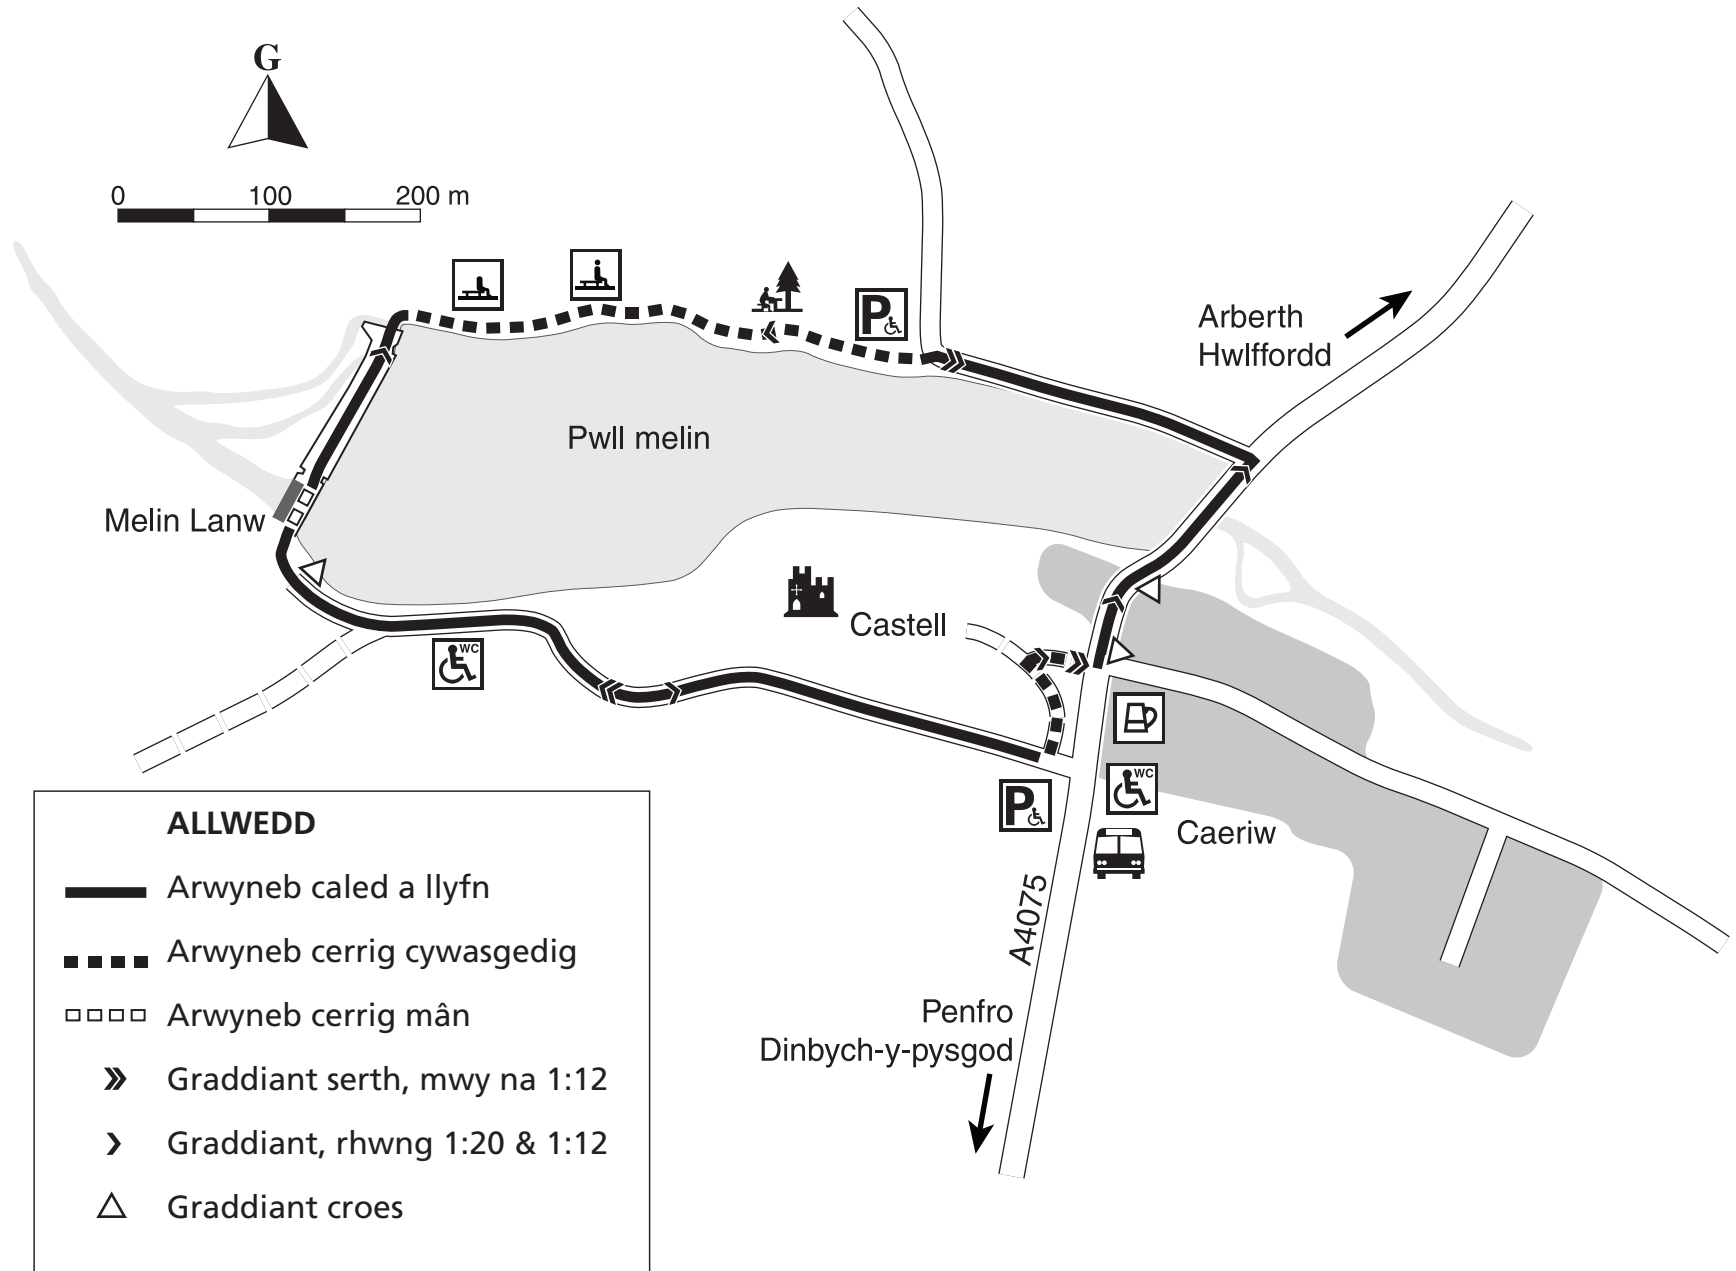 G
0 100 200 m
P
Arberth
Hwlffordd
Pwll melin
Melin Lanw
Castell
WC
P
WC
Caeriw
A4075
Penfro
Dinbych-y-pysgod
ALLWEDD
Arwyneb caled a llyfn
Arwyneb cerrig cywasgedig
Arwyneb cerrig mân
Graddiant serth, mwy na 1:12
Graddiant, rhwng 1:20 & 1:12
Graddiant croes